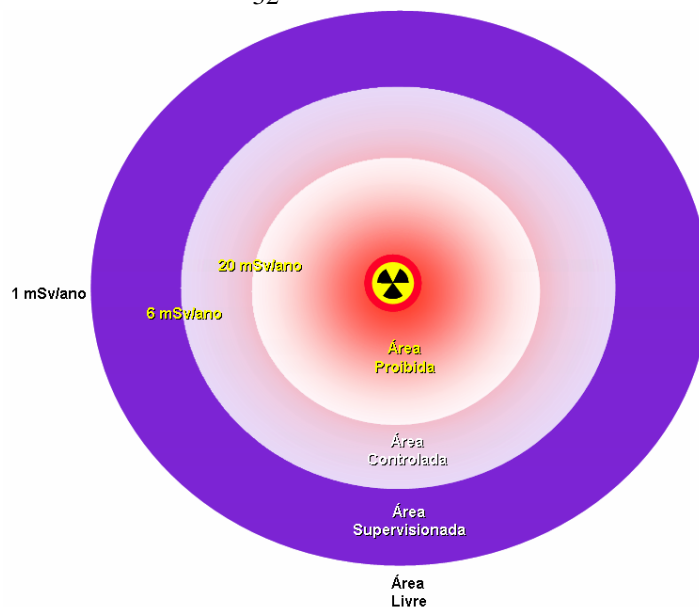 32
20 mSv/ano
1 mSv/ano
6 mSv/ano
Área
Proibida
Área
Controlada
Área
Supervisionada
Área
Livre